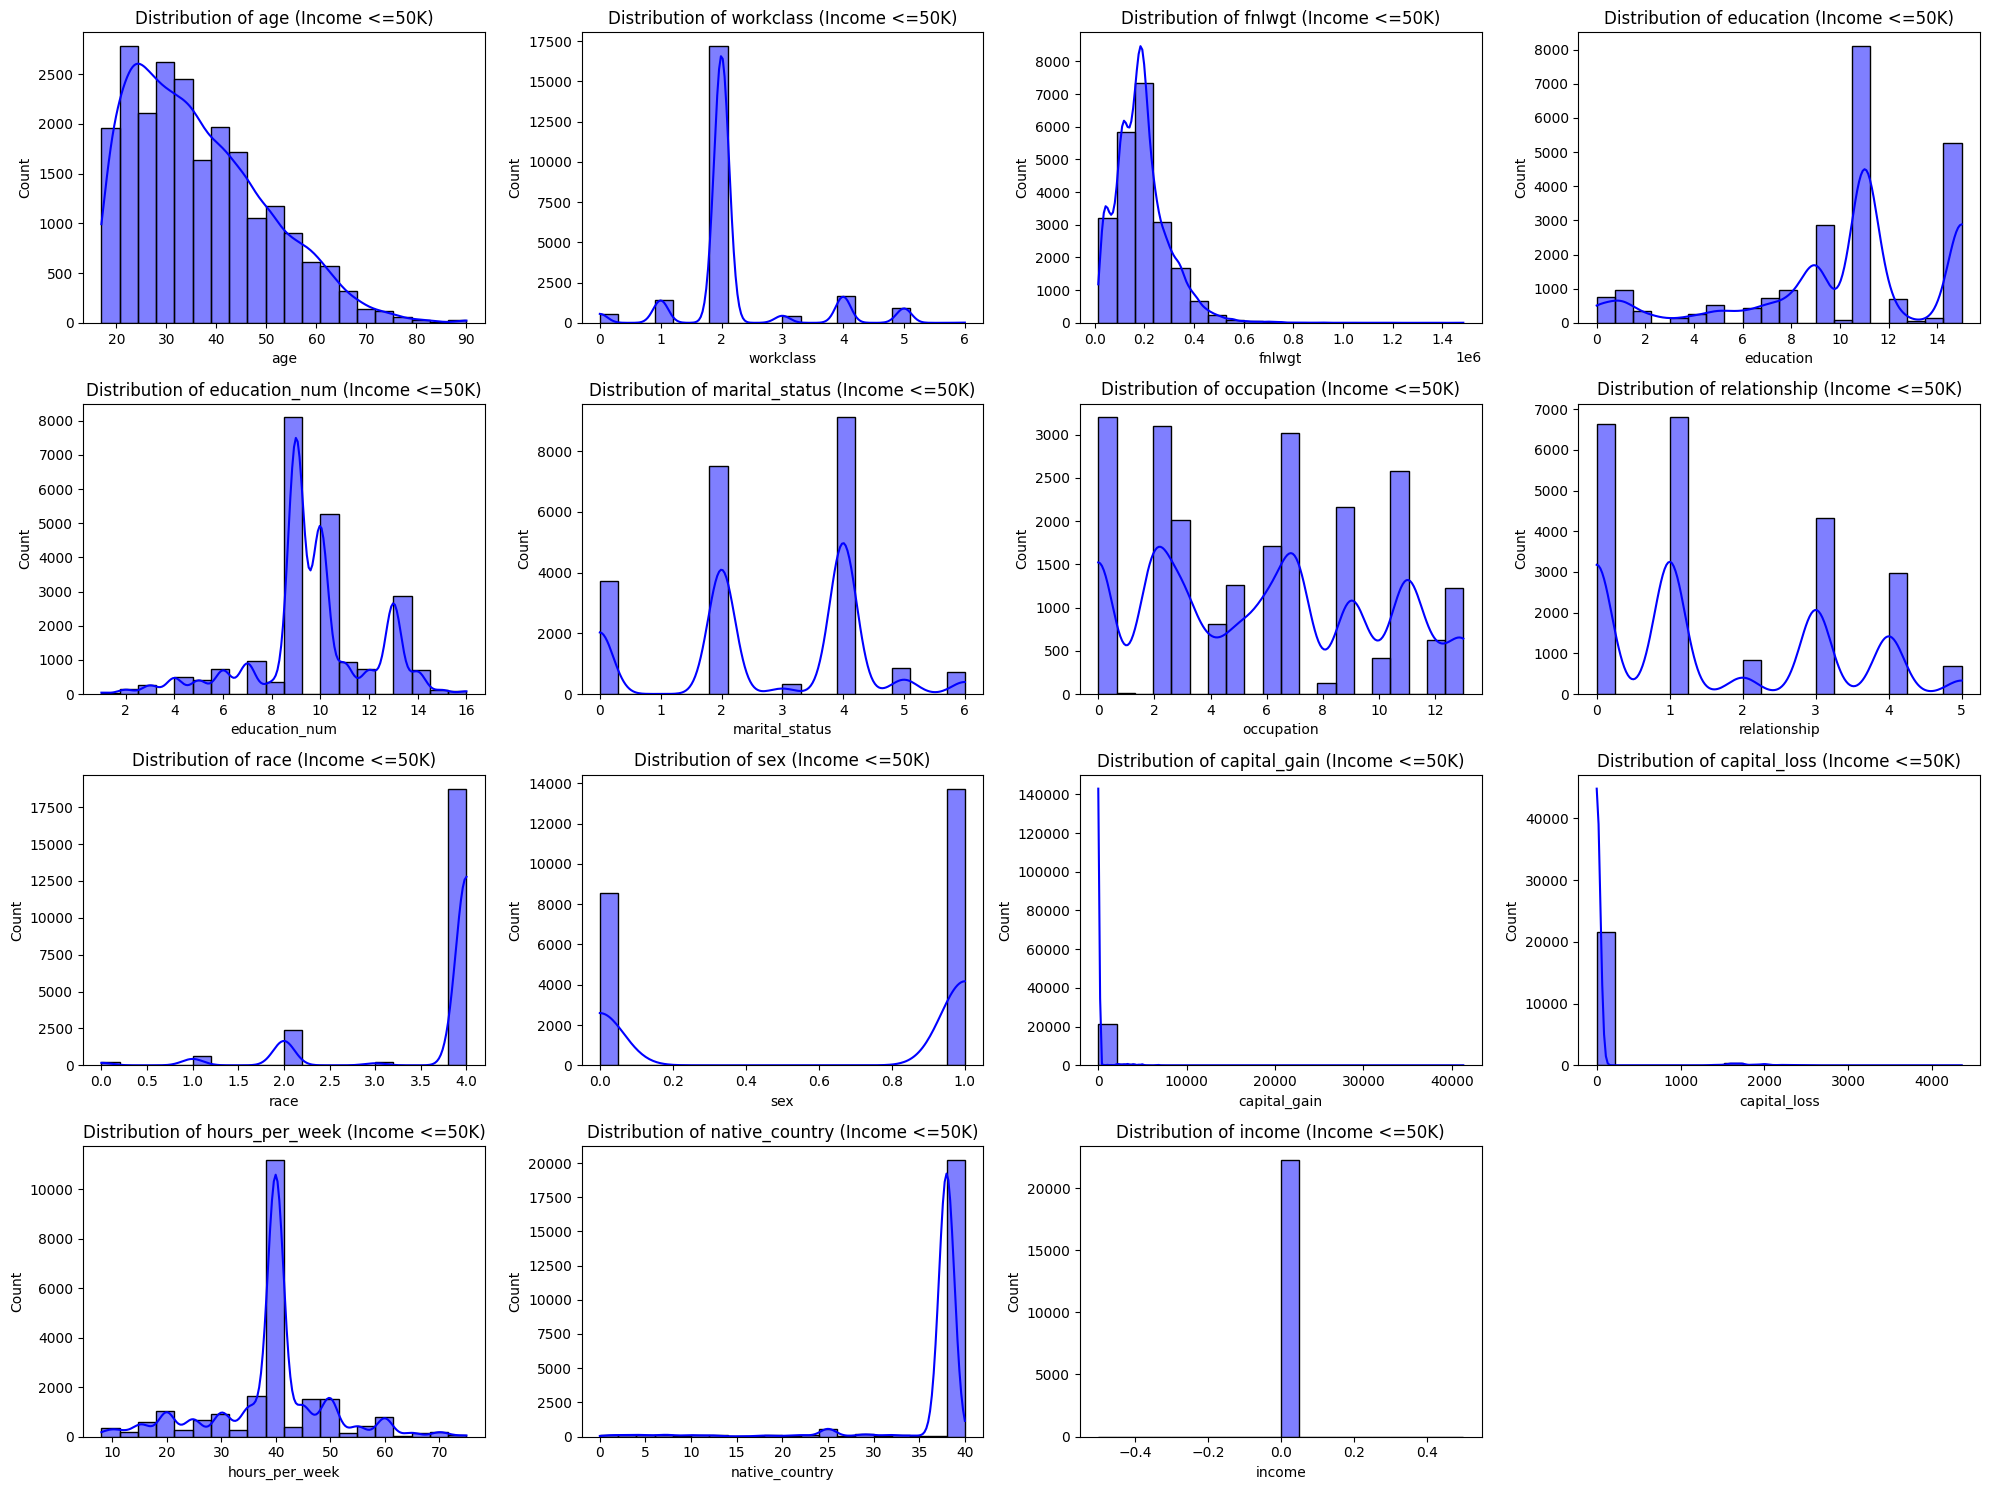 Distribution of age (Income <=50K)
Count
2500
2000
1500
1000
500
0
20 30 40 50 60 70 80 90
age
Distribution of workclass (Income <=50K)
Count
17500
15000
12500
10000
7500
5000
2500
0
0 1 2 3 4 5 6
workclass
Distribution of fnlwgt (Income <=50K)
Count
8000
7000
6000
5000
4000
3000
2000
1000
0
0.0 0.2 0.4 0.6 0.8 1.0 1.2 1.4
1e6
fnlwgt
Distribution of education (Income <=50K)
Count
8000
7000
6000
5000
4000
3000
2000
1000
0
0 2 4 6 8 10 12 14
education
Distribution of education_num (Income <=50K)
Count
8000
7000
6000
5000
4000
3000
2000
1000
0
2 4 6 8 10 12 14 16
education_num
Distribution of marital_status (Income <=50K)
Count
8000
6000
4000
2000
0
0 1 2 3 4 5 6
marital_status
Distribution of occupation (Income <=50K)
Count
3000
2500
2000
1500
1000
500
0
0 2 4 6 8 10 12
occupation
Distribution of relationship (Income <=50K)
Count
7000
6000
5000
4000
3000
2000
1000
0
0 1 2 3 4 5
relationship
Distribution of race (Income <=50K)
Count
17500
15000
12500
10000
7500
5000
2500
0
0.0 0.5 1.0 1.5 2.0 2.5 3.0 3.5 4.0
race
Distribution of sex (Income <=50K)
Count
14000
12000
10000
8000
6000
4000
2000
0
0.0 0.2 0.4 0.6 0.8 1.0
sex
Distribution of capital_gain (Income <=50K)
Count
140000
120000
100000
80000
60000
40000
20000
0
0 10000 20000 30000 40000
capital_gain
Distribution of capital_loss (Income <=50K)
Count
40000
30000
20000
10000
0
0 1000 2000 3000 4000
capital_loss
Distribution of hours_per_week (Income <=50K)
Count
10000
8000
6000
4000
2000
0
10 20 30 40 50 60 70
hours_per_week
Distribution of native_country (Income <=50K)
Count
20000
17500
15000
12500
10000
7500
5000
2500
0
0 5 10 15 20 25 30 35 40
native_country
Distribution of income (Income <=50K)
Count
20000
15000
10000
5000
0
−0.4 −0.2 0.0 0.2 0.4
income